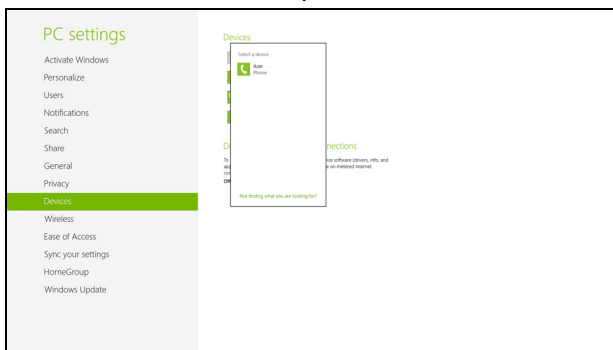 PC settings
Activate Windows
Personalize
Users
Notifications
Search
Share
General
Privacy
Devices
Wireless
Ease of Access
Sync your settings
HomeGroup
Windows Update
Devices
Select a device
Acer
Phone
Not finding what you are looking for?
D nections
To ice software (drivers, info, and
app e on metered Internet
con
Off